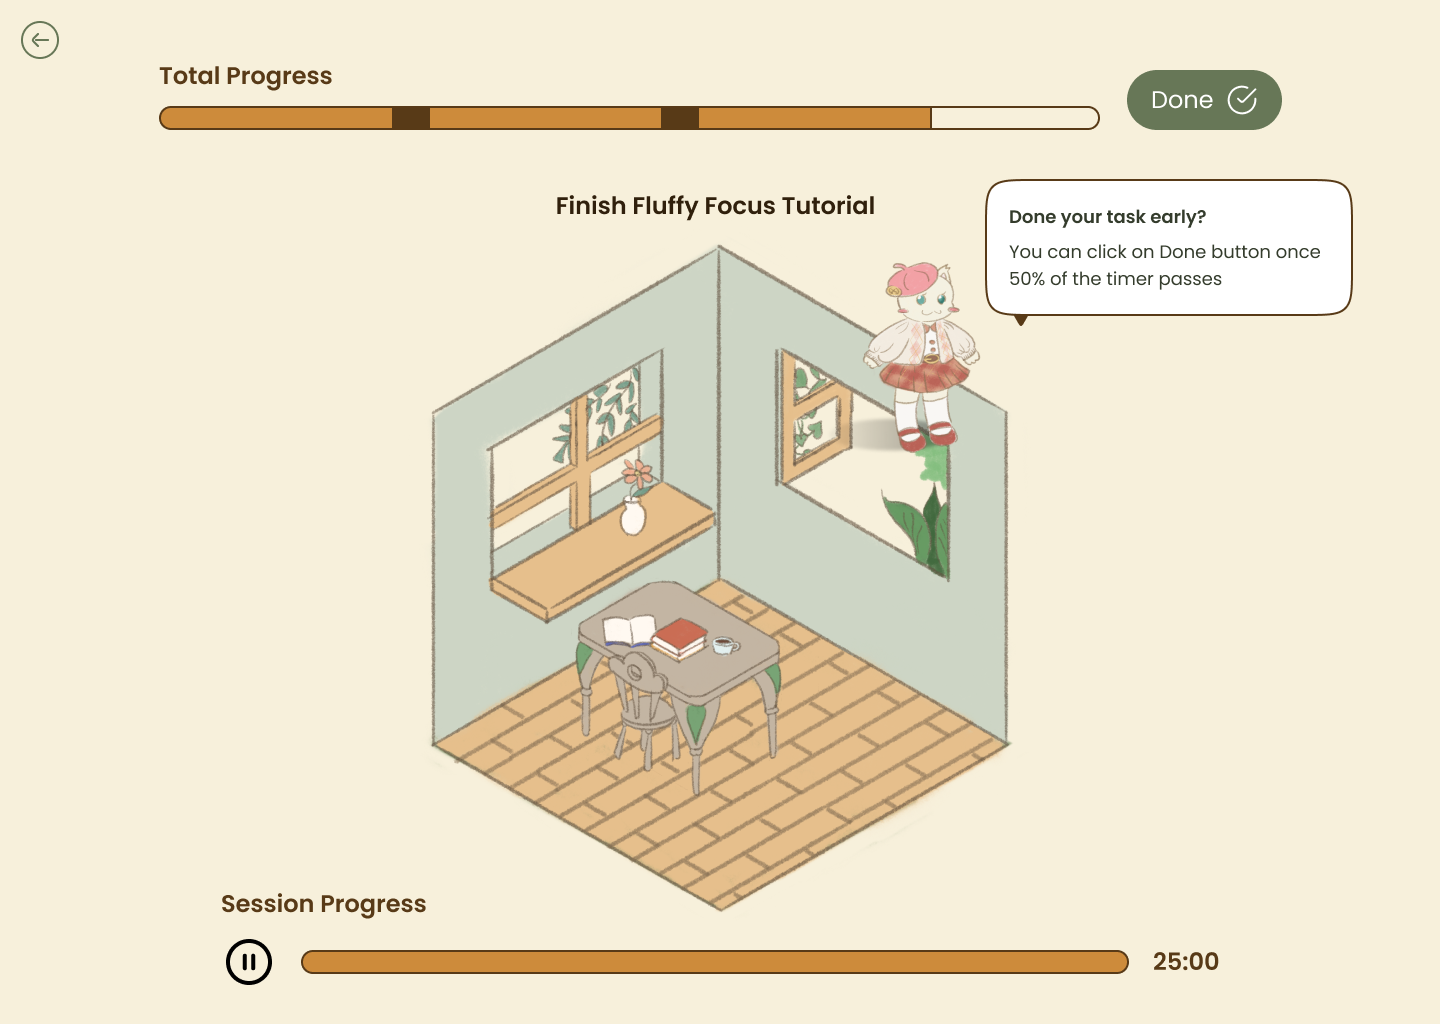 Total Progress
Done
Finish Fluffy Focus Tutorial
Done your task early?
You can click on Done button once
50% of the timer passes
Session Progress
25:00